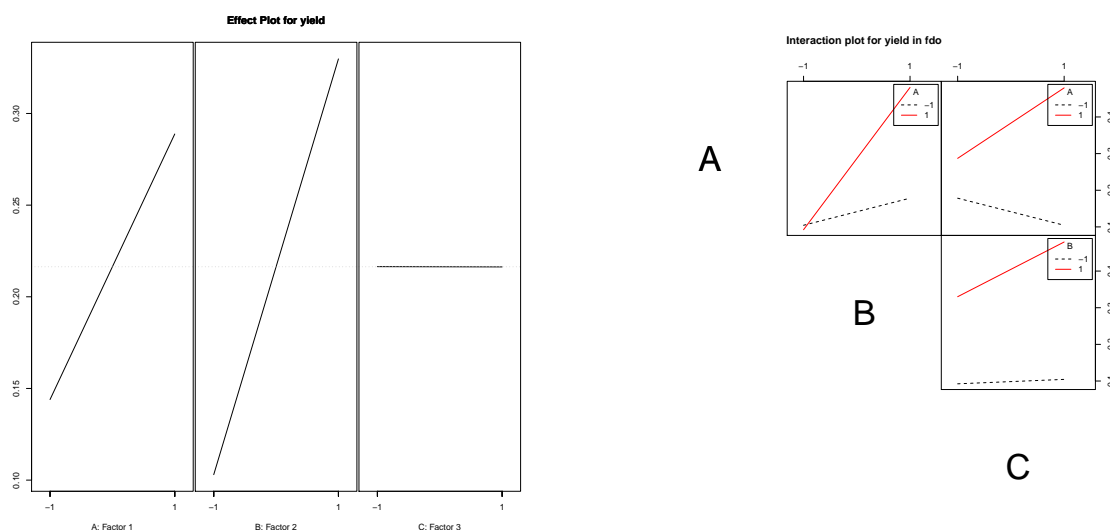 Effect Plot for yield
0.30
0.25
0.20
0.15
0.10
−1
1
−1
1
−1
1
A: Factor 1
B: Factor 2
C: Factor 3
Interaction plot for yield in fdo
−1
1
−1
1
A
A
−1
1
A
−1
1
B
B
−1
1
C